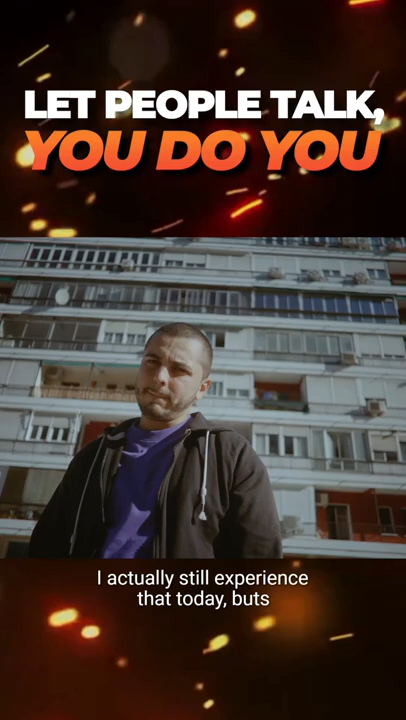 LET PEOPLE TALK,
YOU DO YOU
I actually still experience
that today, buts